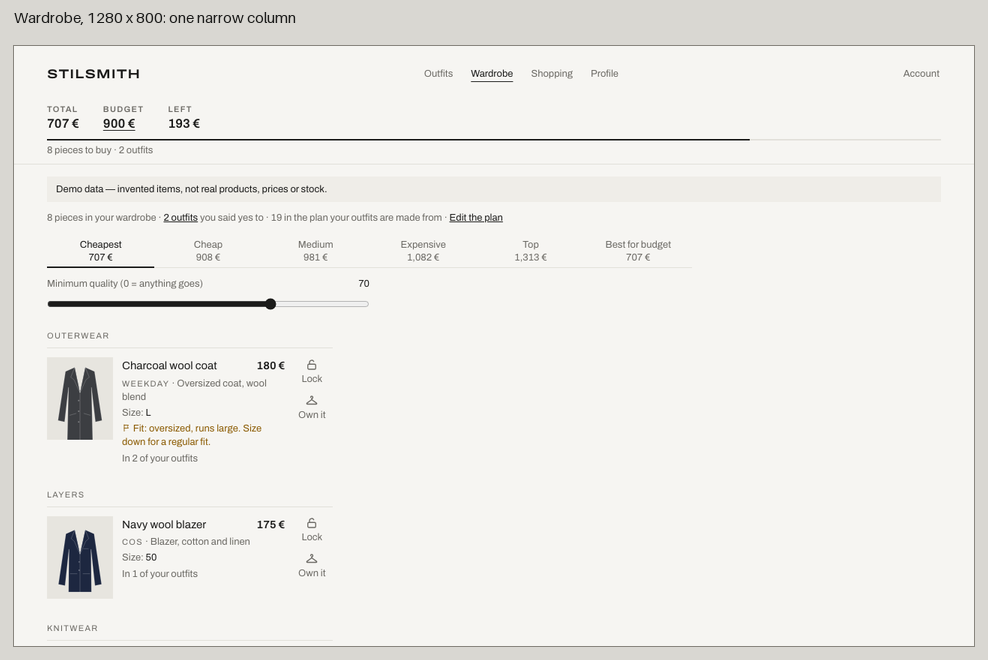 Wardrobe, 1280 x 800: one narrow column
STILSMITH
Outfits Wardrobe Shopping Profile
Account
TOTAL BUDGET LEFT
707 € 900 € 193 €
8 pieces to buy · 2 outfits
Demo data — invented items, not real products, prices or stock.
8 pieces in your wardrobe · 2 outfits you said yes to · 19 in the plan your outfits are made from · Edit the plan
Cheapest Cheap Medium Expensive Top Best for budget
707 € 908 € 981 € 1,082 € 1,313 € 707 €
Minimum quality (0 = anything goes) 70
OUTERWEAR
Charcoal wool coat 180 €
WEEKDAY · Oversized coat, wool
blend
Size: L
Fit: oversized, runs large. Size
down for a regular fit.
In 2 of your outfits
Lock
Own it
LAYERS
Navy wool blazer 175 €
COS · Blazer, cotton and linen
Size: 50
In 1 of your outfits
Lock
Own it
KNITWEAR